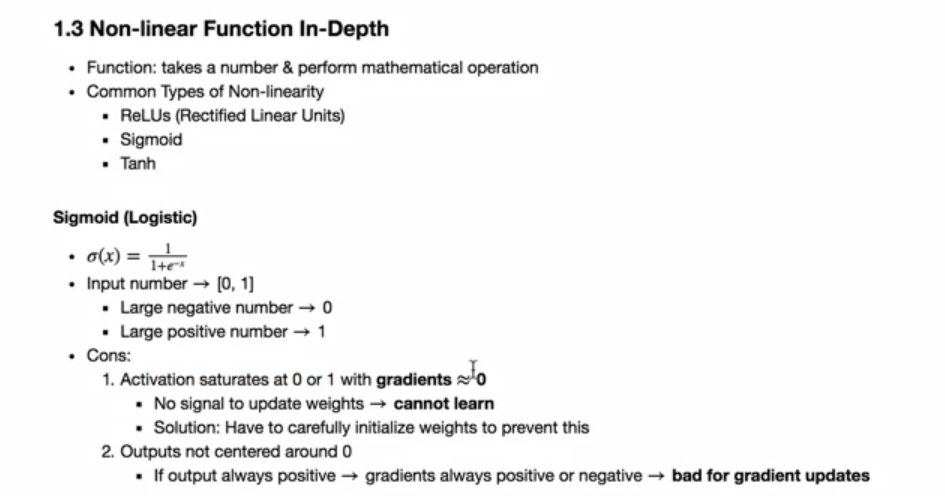 1.3 Non-linear Function In-Depth
• Function: takes a number & perform mathematical operation
• Common Types of Non-linearity
▪ ReLUs (Rectified Linear Units)
▪ Sigmoid
▪ Tanh
Sigmoid (Logistic)
• σ(x) = 1/(1+e^{-x})
• Input number → [0, 1]
▪ Large negative number → 0
▪ Large positive number → 1
• Cons:
1. Activation saturates at 0 or 1 with gradients ≈ 0
▪ No signal to update weights → cannot learn
▪ Solution: Have to carefully initialize weights to prevent this
2. Outputs not centered around 0
▪ If output always positive → gradients always positive or negative → bad for gradient updates